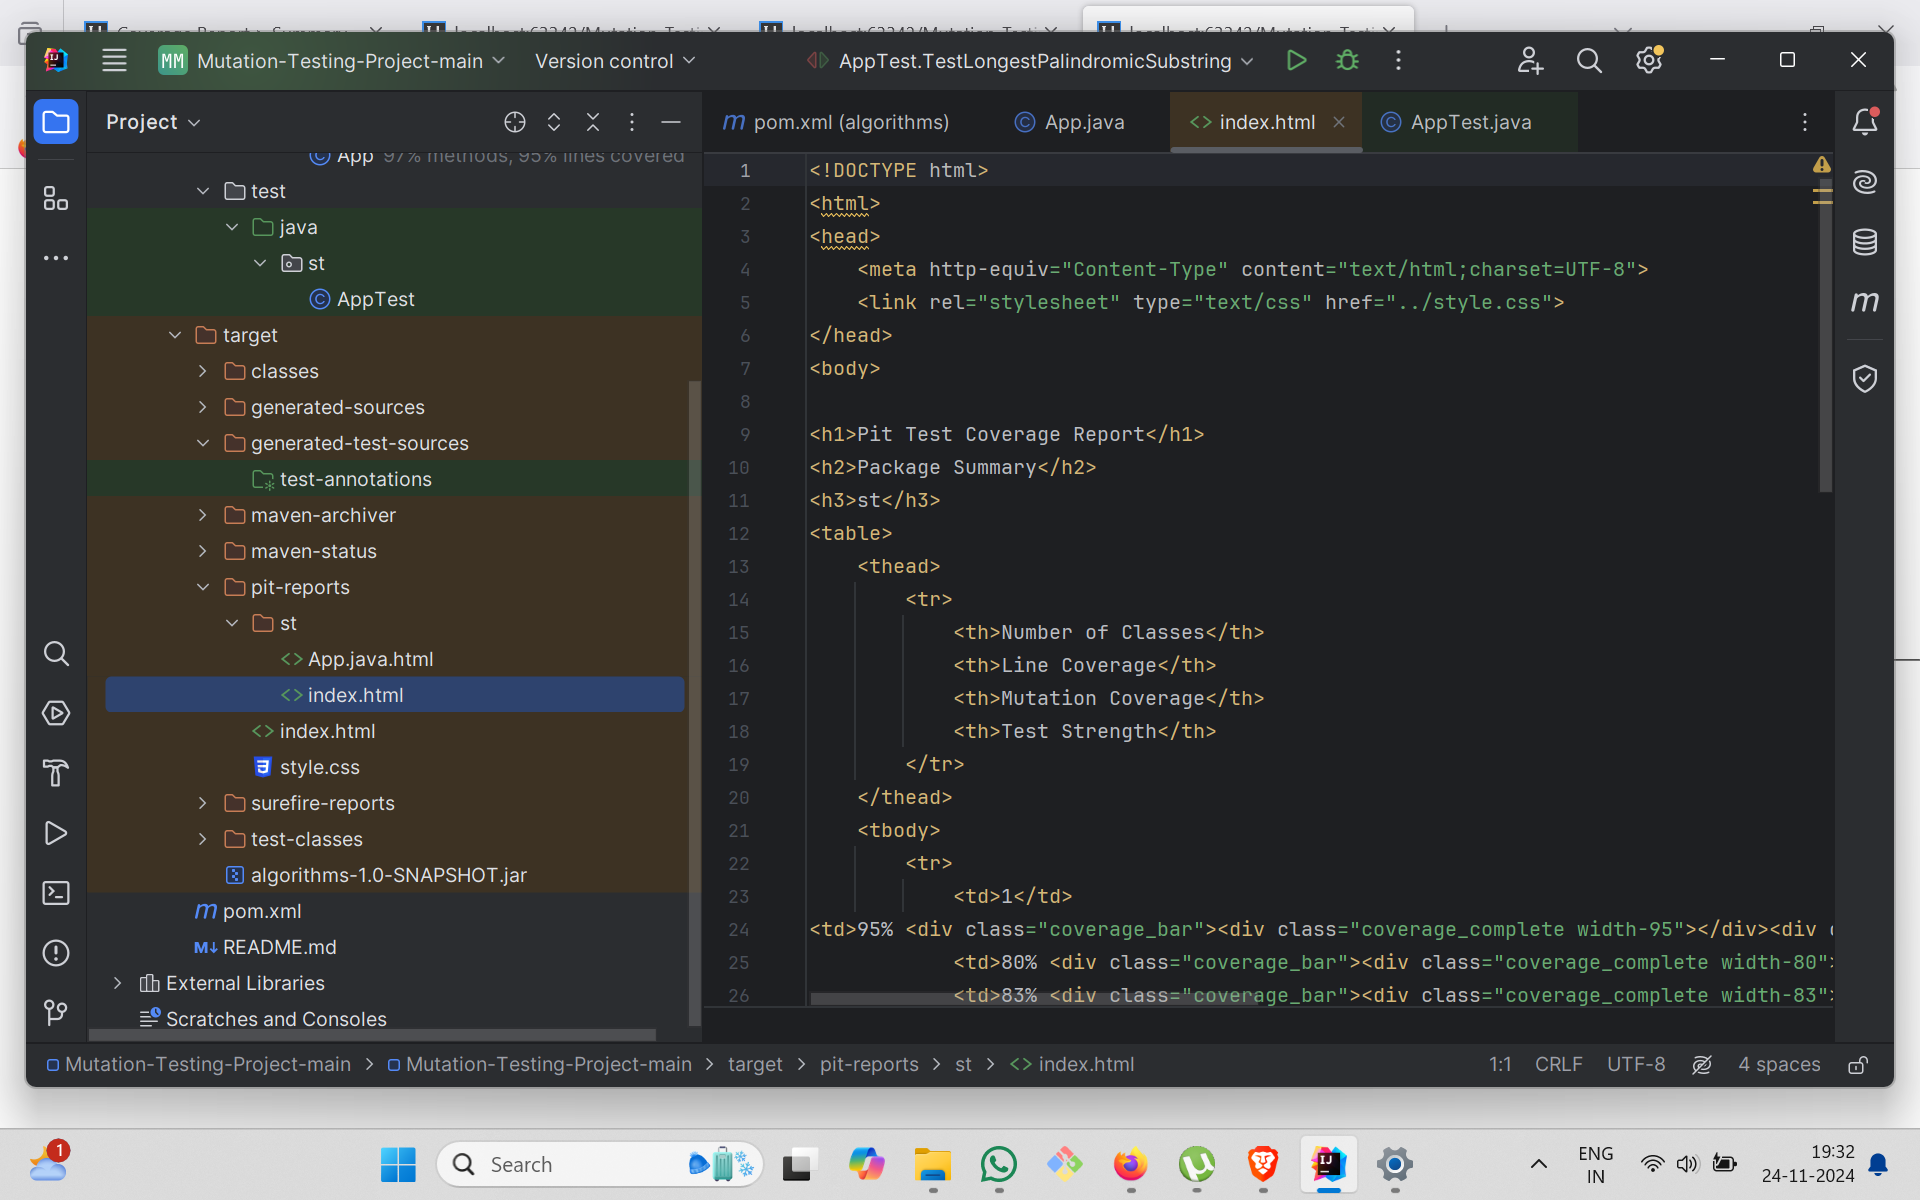 MM Mutation-Testing-Project-main Version control AppTest.TestLongestPalindromicSubstring
Project
pom.xml (algorithms) App.java index.html AppTest.java
App 97% methods, 95% lines covered
test
java
st
AppTest
target
classes
generated-sources
generated-test-sources
test-annotations
maven-archiver
maven-status
pit-reports
st
App.java.html
index.html
index.html
style.css
surefire-reports
test-classes
algorithms-1.0-SNAPSHOT.jar
pom.xml
README.md
External Libraries
Scratches and Consoles
1 <!DOCTYPE html>
2 <html>
3 <head>
4 <meta http-equiv="Content-Type" content="text/html;charset=UTF-8">
5 <link rel="stylesheet" type="text/css" href="../style.css">
6 </head>
7 <body>
8
9 <h1>Pit Test Coverage Report</h1>
10 <h2>Package Summary</h2>
11 <h3>st</h3>
12 <table>
13 <thead>
14 <tr>
15 <th>Number of Classes</th>
16 <th>Line Coverage</th>
17 <th>Mutation Coverage</th>
18 <th>Test Strength</th>
19 </tr>
20 </thead>
21 <tbody>
22 <tr>
23 <td>1</td>
24 <td>95% <div class="coverage_bar"><div class="coverage_complete width-95"></div><div
25 <td>80% <div class="coverage_bar"><div class="coverage_complete width-80">
26 <td>83% <div class="coverage_bar"><div class="coverage_complete width-83">
Mutation-Testing-Project-main > Mutation-Testing-Project-main > target > pit-reports > st > <> index.html
1:1 CRLF UTF-8 4 spaces
1
Search
ENG
IN
19:32
24-11-2024